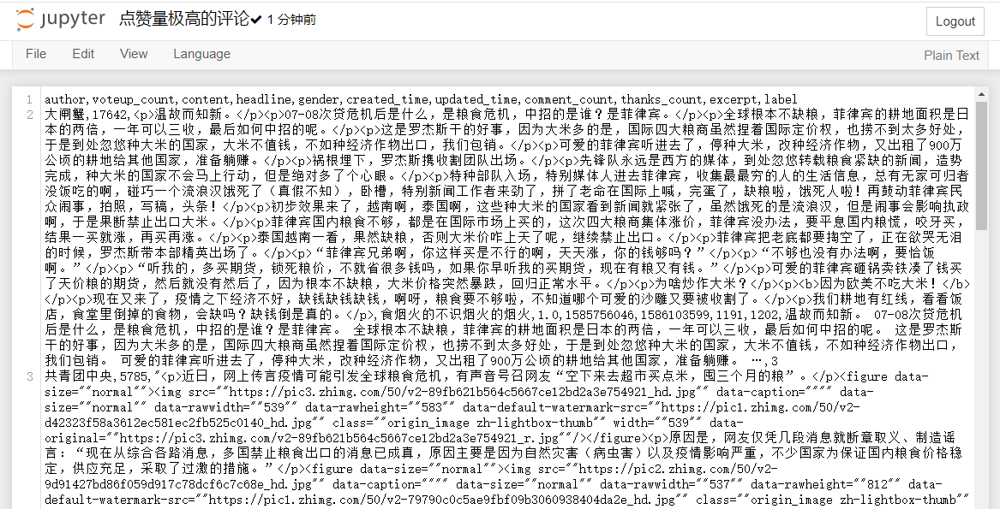 jupyter 点赞量极高的评论✔ 1 分钟前
Logout
File Edit View Language
Plain Text
1 author,voteup_count,content,headline,gender,created_time,updated_time,comment_count,thanks_count,excerpt,label
2 大闸蟹,17642,<p>温故而知新。</p><p>07-08次贷危机后是什么，是粮食危机，中招的是谁？是菲律宾。</p><p>全球根本不缺粮，菲律宾的耕地面积是日
本的两倍，一年可以三收，最后如何中招的呢。</p><p>这是罗杰斯干的好事，因为大米多的是，国际四大粮商虽然捏着国际定价权，也捞不到太多好处，
于是到处忽悠种大米的国家，大米不值钱，不如种经济作物出口，我们包销。</p><p>可爱的菲律宾听进去了，停种大米，改种经济作物，又出租了900万
公顷的耕地给其他国家，准备躺赚。</p><p>祸根埋下，罗杰斯携收割团队出场。</p><p>先锋队永远是西方的媒体，到处忽悠转载粮食紧缺的新闻，造势
完成，种大米的国家不会马上行动，但是绝对多了个心眼。</p><p>特种部队入场，特别媒体人进去菲律宾，收集最最穷的人的生活信息，总有无家可归者
没饭吃的啊，碰巧一个流浪汉饿死了（真假不知），卧槽，特别新闻工作者来劲了，拼了老命在国际上喊，完蛋了，缺粮啦，饿死人啦！再鼓动菲律宾民
众闹事，拍照，写稿，头条！</p><p>初步效果来了，越南啊，泰国啊，这些种大米的国家看到新闻就紧张了，虽然饿死的是流浪汉，但是闹事会影响执政
啊，于是果断禁止出口大米。</p><p>菲律宾国内粮食不够，都是在国际市场上买的，这次四大粮商集体涨价，菲律宾没办法，要平息国内粮慌，咬牙买，
结果一买就涨，再买再涨。</p><p>泰国越南一看，果然缺粮，否则大米价咋上天了呢，继续禁止出口。</p><p>菲律宾把老底都要掏空了，正在欲哭无泪
的时候，罗杰斯带本部精英出场了。</p><p>“菲律宾兄弟啊，你这样买是不行的啊，天天涨，你的钱够吗？”</p><p>“不够也没有办法啊，要恰饭
啊。”</p><p>“听我的，多买期货，锁死粮价，不就省很多钱吗，如果你早听我的买期货，现在有粮又有钱。”</p><p>可爱的菲律宾砸锅卖铁凑了钱买
了天价粮的期货，然后就没有然后了，因为根本不缺粮，大米价格突然暴跌，回归正常水平。</p><p>为啥炒作大米？</p><p><b>因为欧美不吃大米！</b>
</p><p>现在又来了，疫情之下经济不好，缺钱缺钱缺钱，啊呀，粮食要不够啦，不知道哪个可爱的沙雕又要被收割了。</p><p>我们耕地有红线，看看饭
店，食堂里倒掉的食物，会缺吗？缺钱倒是真的。</p>,食烟火的不识烟火的烟火,1.0,1585756046,1586103599,1191,1202,温故而知新。 07-08次贷危机
后是什么，是粮食危机，中招的是谁？是菲律宾。 全球根本不缺粮，菲律宾的耕地面积是日本的两倍，一年可以三收，最后如何中招的呢。 这是罗杰斯
干的好事，因为大米多的是，国际四大粮商虽然捏着国际定价权，也捞不到太多好处，于是到处忽悠种大米的国家，大米不值钱，不如种经济作物出口，
我们包销。 可爱的菲律宾听进去了，停种大米，改种经济作物，又出租了900万公顷的耕地给其他国家，准备躺赚。 …,3
3 共青团中央,5785,"<p>近日，网上传言疫情可能引发全球粮食危机，有声音号召网友“空下来去超市买点米，囤三个月的粮”。</p><figure data-
size=""normal""><img src=""https://pic3.zhimg.com/50/v2-89fb621b564c5667ce12bd2a3e754921_hd.jpg"" data-caption="""" data-
size=""normal"" data-rawwidth=""539"" data-rawheight=""583"" data-default-watermark-src=""https://pic1.zhimg.com/50/v2-
d42323f58a3612ec581ec2fb525c0140_hd.jpg"" class=""origin_image zh-lightbox-thumb"" width=""539"" data-
original=""https://pic3.zhimg.com/v2-89fb621b564c5667ce12bd2a3e754921_r.jpg""/></figure><p>原因是，网友仅凭几段消息就断章取义、制造谣
言：“现在从综合各路消息，多国禁止粮食出口的消息已成真，原因主要是因为自然灾害（病虫害）以及疫情影响严重，不少国家为保证国内粮食价格稳
定，供应充足，采取了过激的措施。”</p><figure data-size=""normal""><img src=""https://pic2.zhimg.com/50/v2-
9d91427bd86f059d917c78dcf6c7c68e_hd.jpg"" data-caption="""" data-size=""normal"" data-rawwidth=""537"" data-rawheight=""812"" data-
default-watermark-src=""https://pic1.zhimg.com/50/v2-79790c0c5ae9fbf09b3060938404da2e_hd.jpg"" class=""origin_image zh-lightbox-thumb""